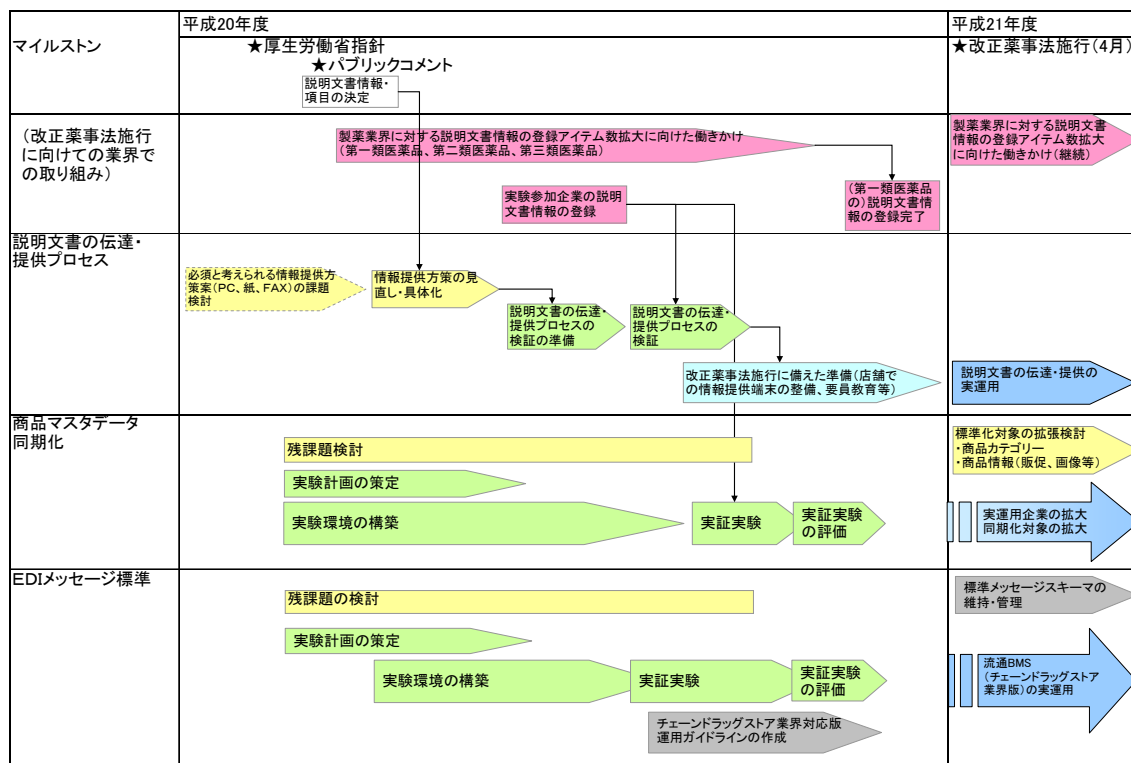 平成20年度
平成21年度
マイルストン
★厚生労働省指針
★パブリックコメント
説明文書情報・
項目の決定
★改正薬事法施行(4月)
(改正薬事法施行
に向けての業界で
の取り組み)
製薬業界に対する説明文書情報の登録アイテム数拡大に向けた働きかけ
(第一類医薬品、第二類医薬品、第三類医薬品)
製薬業界に対する説明文書
情報の登録アイテム数拡大
に向けた働きかけ(継続)
実験参加企業の説明
文書情報の登録
(第一類医薬品
の)説明文書情
報の登録完了
説明文書の伝達・
提供プロセス
必須と考えられる情報提供方
策案(PC、紙、FAX)の課題
検討
情報提供方策の見
直し・具体化
説明文書の伝達・
提供プロセスの
検証の準備
説明文書の伝達・
提供プロセスの
検証
改正薬事法施行に備えた準備(店舗で
の情報提供端末の整備、要員教育等)
説明文書の伝達・提供の
実運用
商品マスタデータ
同期化
残課題検討
実験計画の策定
実験環境の構築
実証実験
実証実験
の評価
標準化対象の拡張検討
・商品カテゴリー
・商品情報(販促、画像等)
実運用企業の拡大
同期化対象の拡大
EDIメッセージ標準
残課題の検討
実験計画の策定
実験環境の構築
実証実験
実証実験
の評価
チェーンドラッグストア業界対応版
運用ガイドラインの作成
標準メッセージスキーマの
維持・管理
流通BMS
(チェーンドラッグストア
業界版)の実運用